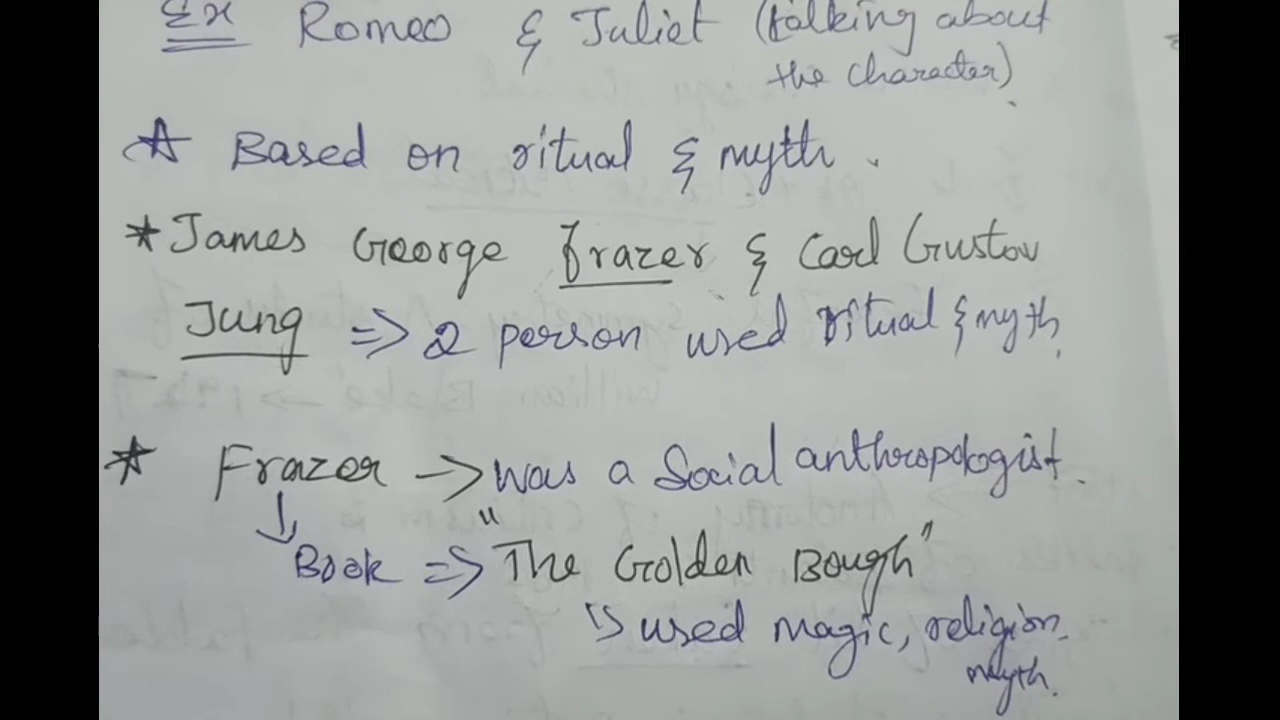 Ex Romeo & Juliet (talking about
the character)
☆ Based on ritual & myth.
* James George Frazer & Carl Gustav
Jung => 2 person used ritual & myth.
* Frazer -> was a Social anthropologist.
↓
Book => "The Golden Bough"
↳ used magic, religion
myth.